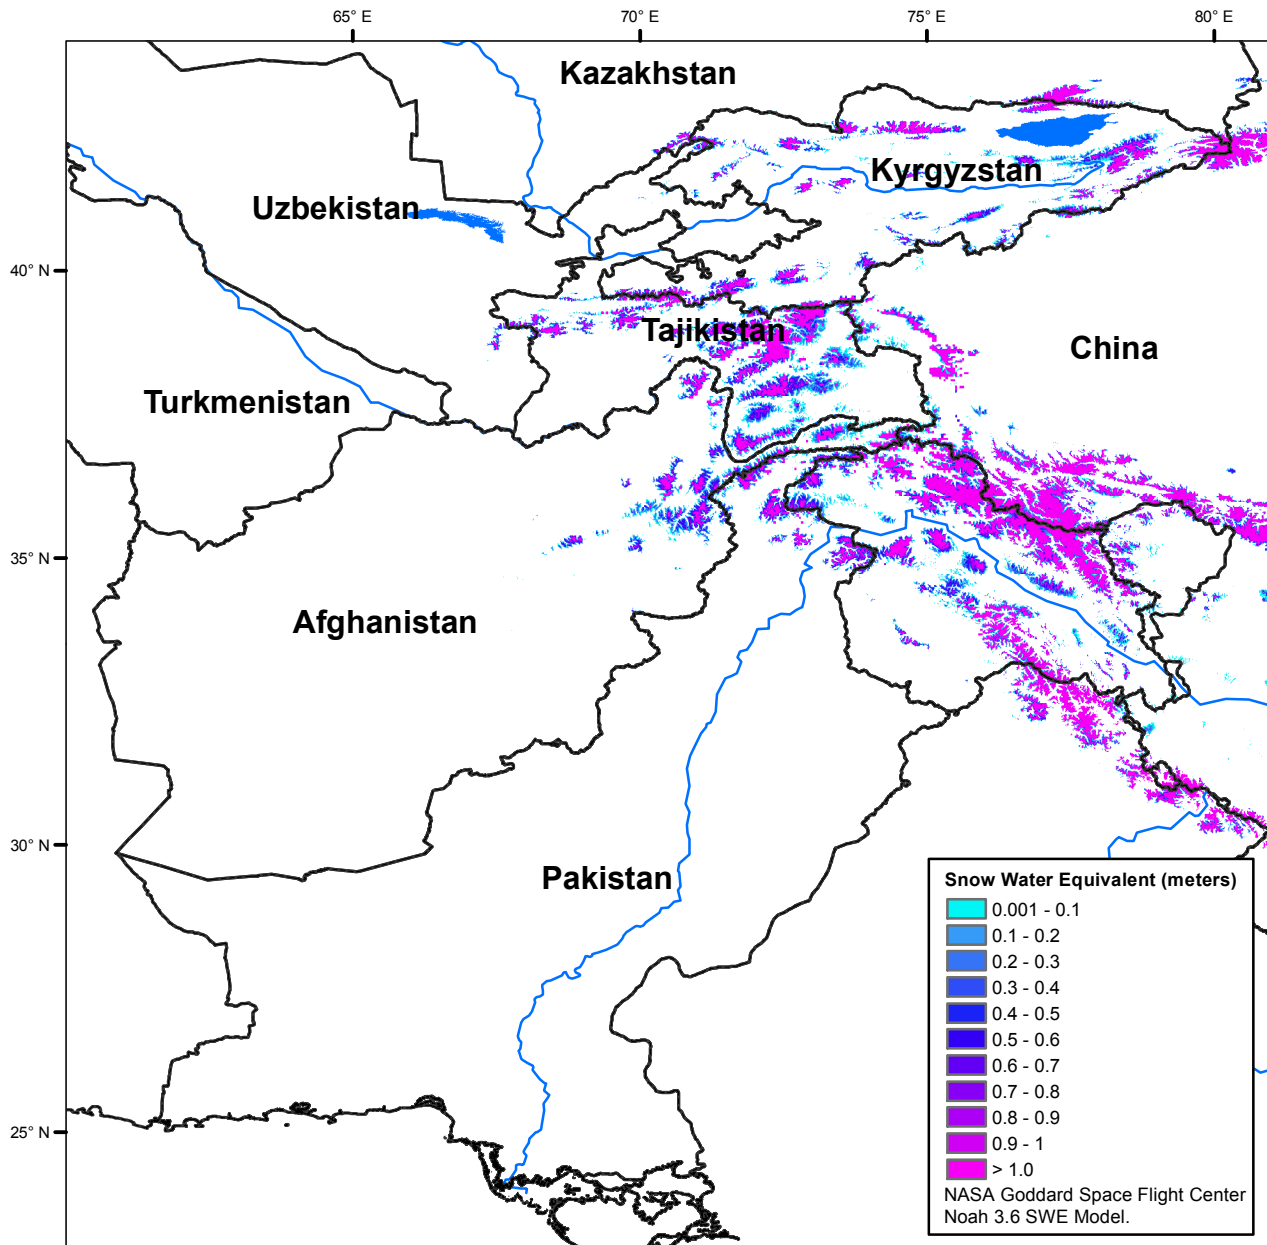 65° E
70° E
75° E
80° E
Kazakhstan
Kyrgyzstan
Uzbekistan
40° N
Tajikistan
China
Turkmenistan
35° N
Afghanistan
30° N
Pakistan
25° N
Snow Water Equivalent (meters)
0.001 - 0.1
0.1 - 0.2
0.2 - 0.3
0.3 - 0.4
0.4 - 0.5
0.5 - 0.6
0.6 - 0.7
0.7 - 0.8
0.8 - 0.9
0.9 - 1
> 1.0
NASA Goddard Space Flight Center
Noah 3.6 SWE Model.